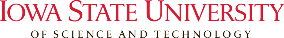 IOWA STATE UNIVERSITY
OF SCIENCE AND TECHNOLOGY